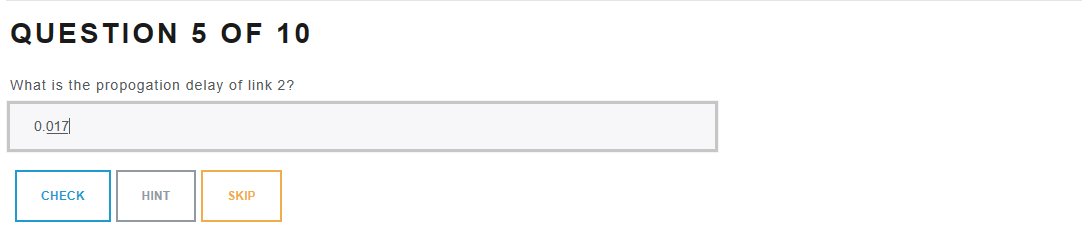 QUESTION 5 OF 10
What is the propogation delay of link 2?
0.017
CHECK HINT SKIP